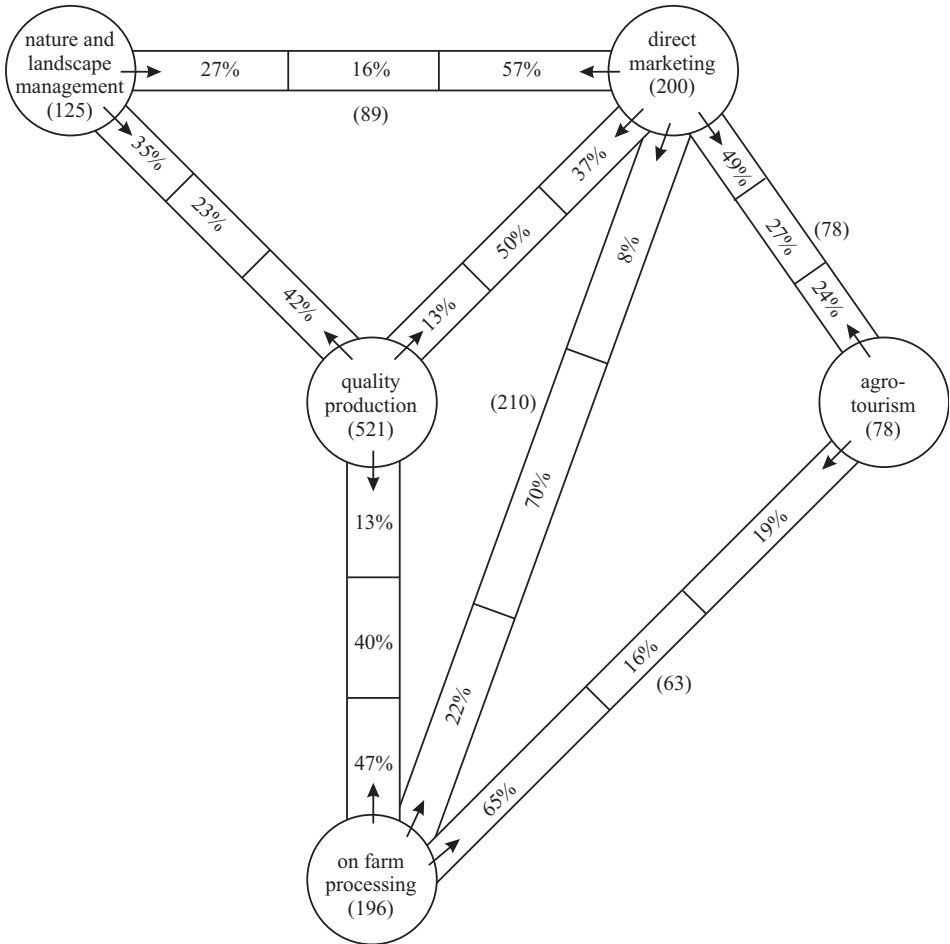 nature and
landscape
management
(125)
27%
16%
57%
(89)
direct
marketing
(200)
35%
23%
42%
37%
50%
13%
8%
70%
22%
(210)
49%
27%
24%
(78)
quality
production
(521)
agro-
tourism
(78)
13%
40%
47%
19%
16%
65%
(63)
on farm
processing
(196)